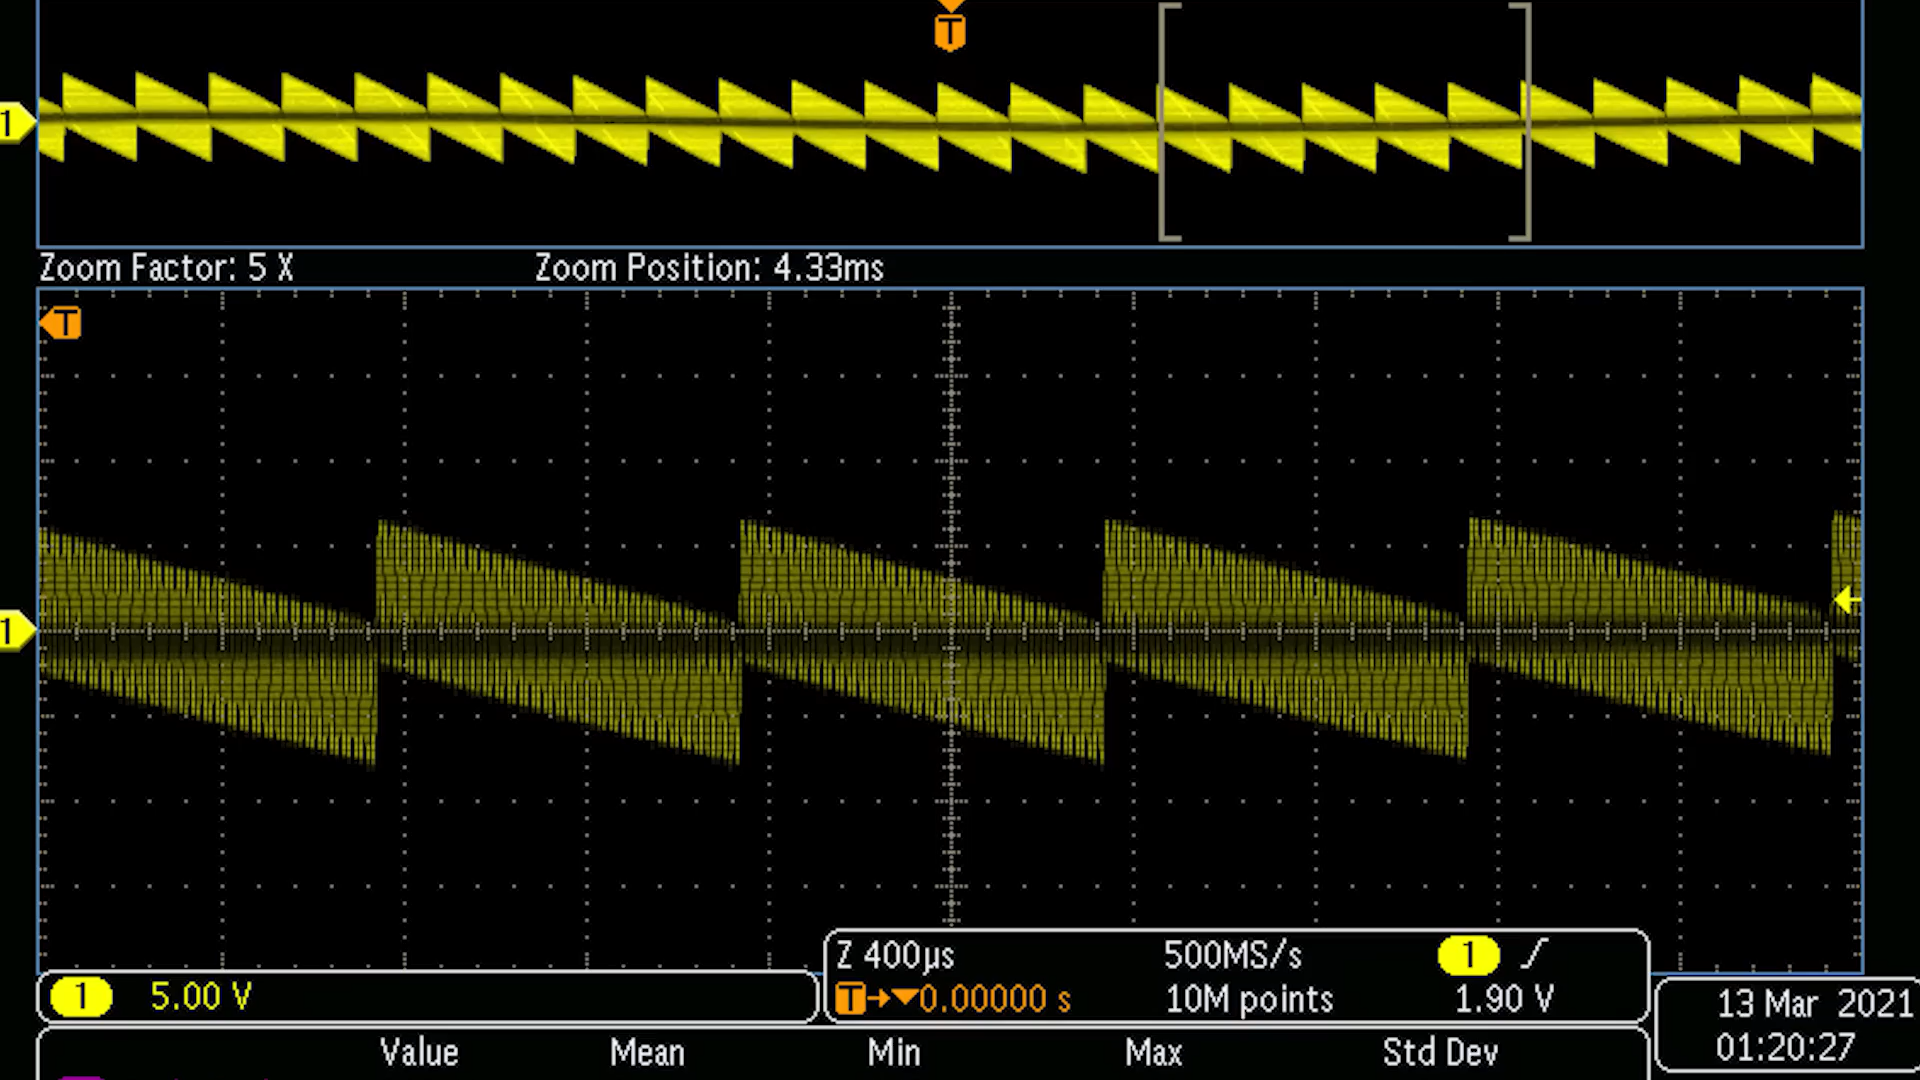 T
1
Zoom Factor: 5 X Zoom Position: 4.33ms
T
1
Z 400µs 500MS/s 1
1 5.00 V T→▼0.00000 s 10M points 1.90 V
13 Mar 2021
01:20:27
Value Mean Min Max Std Dev